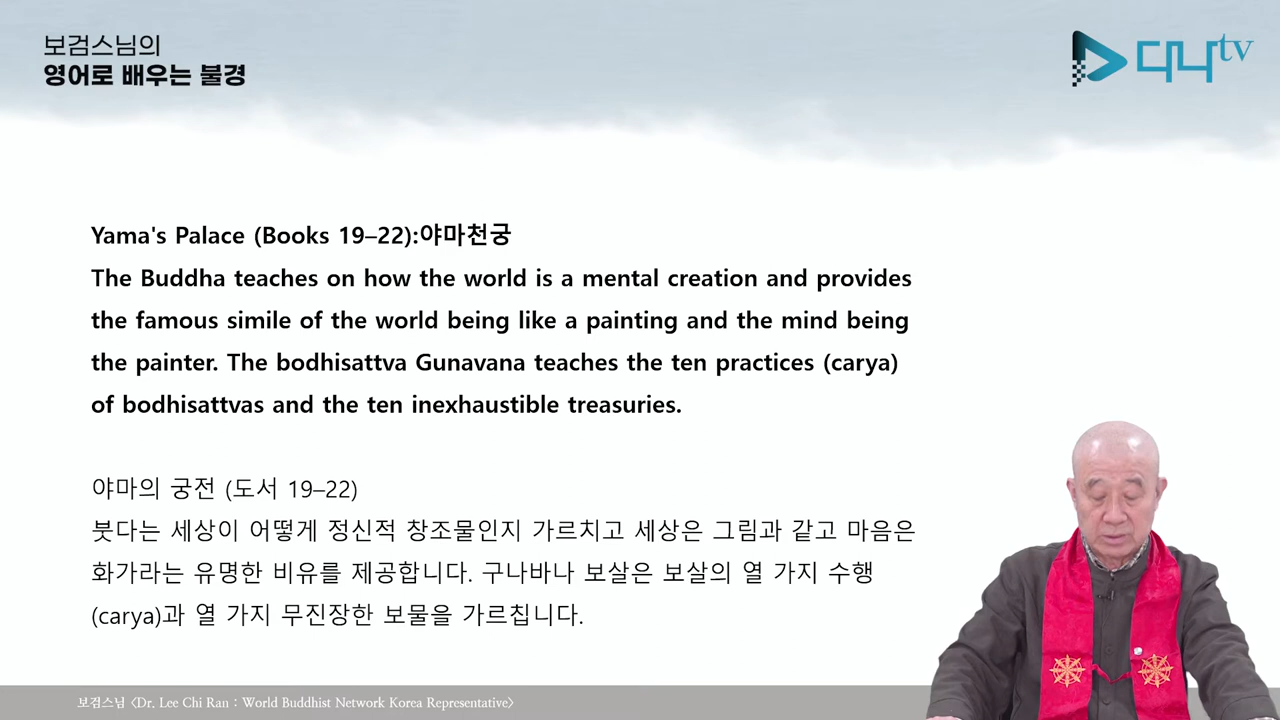 보검스님의
영어로 배우는 불경
다나tv
Yama's Palace (Books 19–22):야마천궁
The Buddha teaches on how the world is a mental creation and provides
the famous simile of the world being like a painting and the mind being
the painter. The bodhisattva Gunavana teaches the ten practices (carya)
of bodhisattvas and the ten inexhaustible treasuries.
야마의 궁전 (도서 19–22)
붓다는 세상이 어떻게 정신적 창조물인지 가르치고 세상은 그림과 같고 마음은
화가라는 유명한 비유를 제공합니다. 구나바나 보살은 보살의 열 가지 수행
(carya)과 열 가지 무진장한 보물을 가르칩니다.
보검스님 <Dr. Lee Chi Ran : World Buddhist Network Korea Representative>